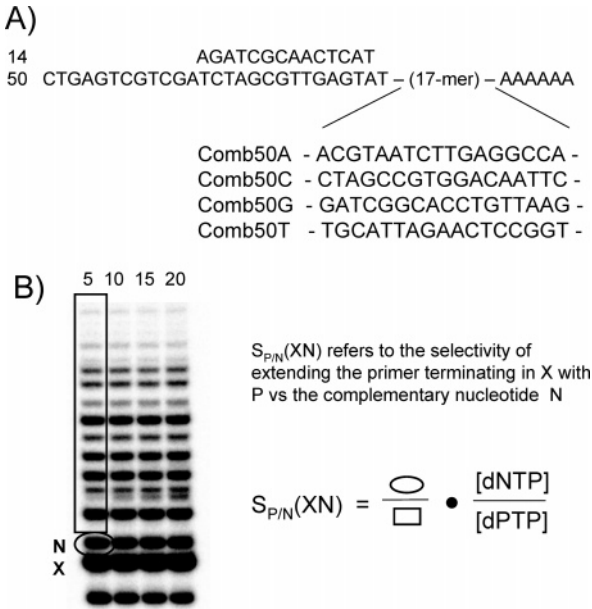 A)
14 AGATCGCAACTCAT
50 CTGAGTCGTCGATCTAGCGTTGAGTAT – (17-mer) – AAAAAA
Comb50A - ACGTAATCTTGAGGCCA -
Comb50C - CTAGCCGTGGACAATTC -
Comb50G - GATCGGCACCTGTTAAG -
Comb50T - TGCATTAGAACTCCGGT -
B)
5 10 15 20
S_P/N(XN) refers to the selectivity of
extending the primer terminating in X with
P vs the complementary nucleotide N
S_P/N(XN) = • [dNTP]
[dPTP]
N
X